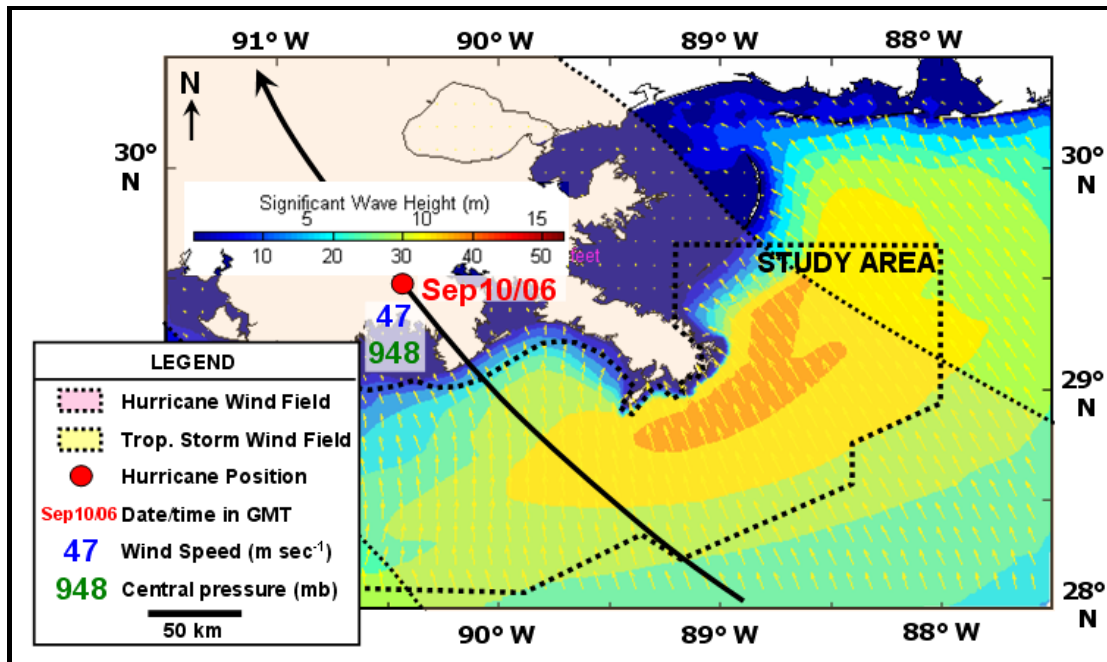 91° W 90° W 89° W 88° W
N
30°
N
30°
N
Significant Wave Height (m)
5 10 15
10 20 30 40 50 feet
STUDY AREA
Sep10/06
47
948
LEGEND
Hurricane Wind Field
Trop. Storm Wind Field
Hurricane Position
Sep10/06 Date/time in GMT
47 Wind Speed (m sec⁻¹)
948 Central pressure (mb)
50 km
29°
N
28°
N
90° W 89° W 88° W